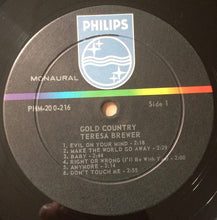 PHILIPS
MONAURAL
PHM-200-216
Side 1
GOLD COUNTRY
TERESA BREWER
1. EVIL ON YOUR MIND - 2:18
2. MAKE THE WORLD GO AWAY - 2:29
3. BABY - 2:44
4. RIGHT OR WRONG (I'll Be With You) - 2:00
5. ANYMORE - 2:14
6. DON'T TOUCH ME - 2:55